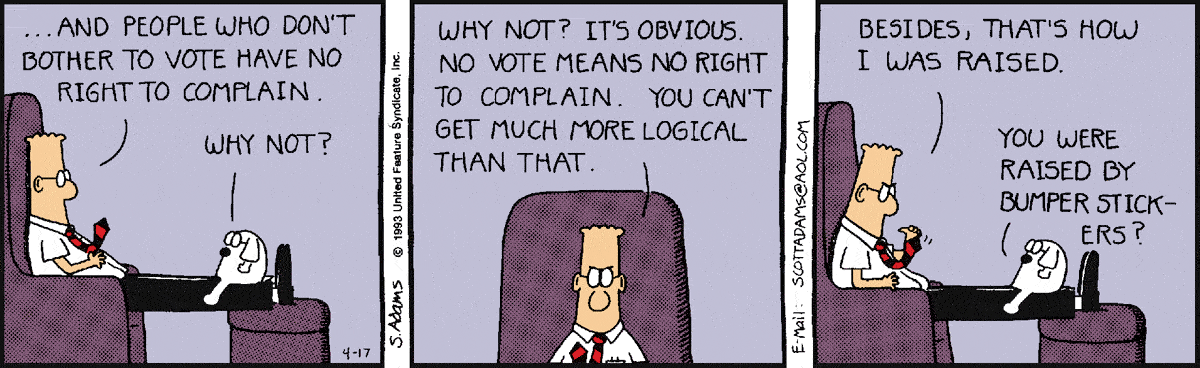 ...AND PEOPLE WHO DON'T
BOTHER TO VOTE HAVE NO
RIGHT TO COMPLAIN.
WHY NOT?
4-17
S. Adams
© 1993 United Feature Syndicate, Inc.
WHY NOT? IT'S OBVIOUS.
NO VOTE MEANS NO RIGHT
TO COMPLAIN. YOU CAN'T
GET MUCH MORE LOGICAL
THAN THAT.
E-Mail: SCOTTADAMS@AOL.COM
BESIDES, THAT'S HOW
I WAS RAISED.
YOU WERE
RAISED BY
BUMPER STICK-
ERS?